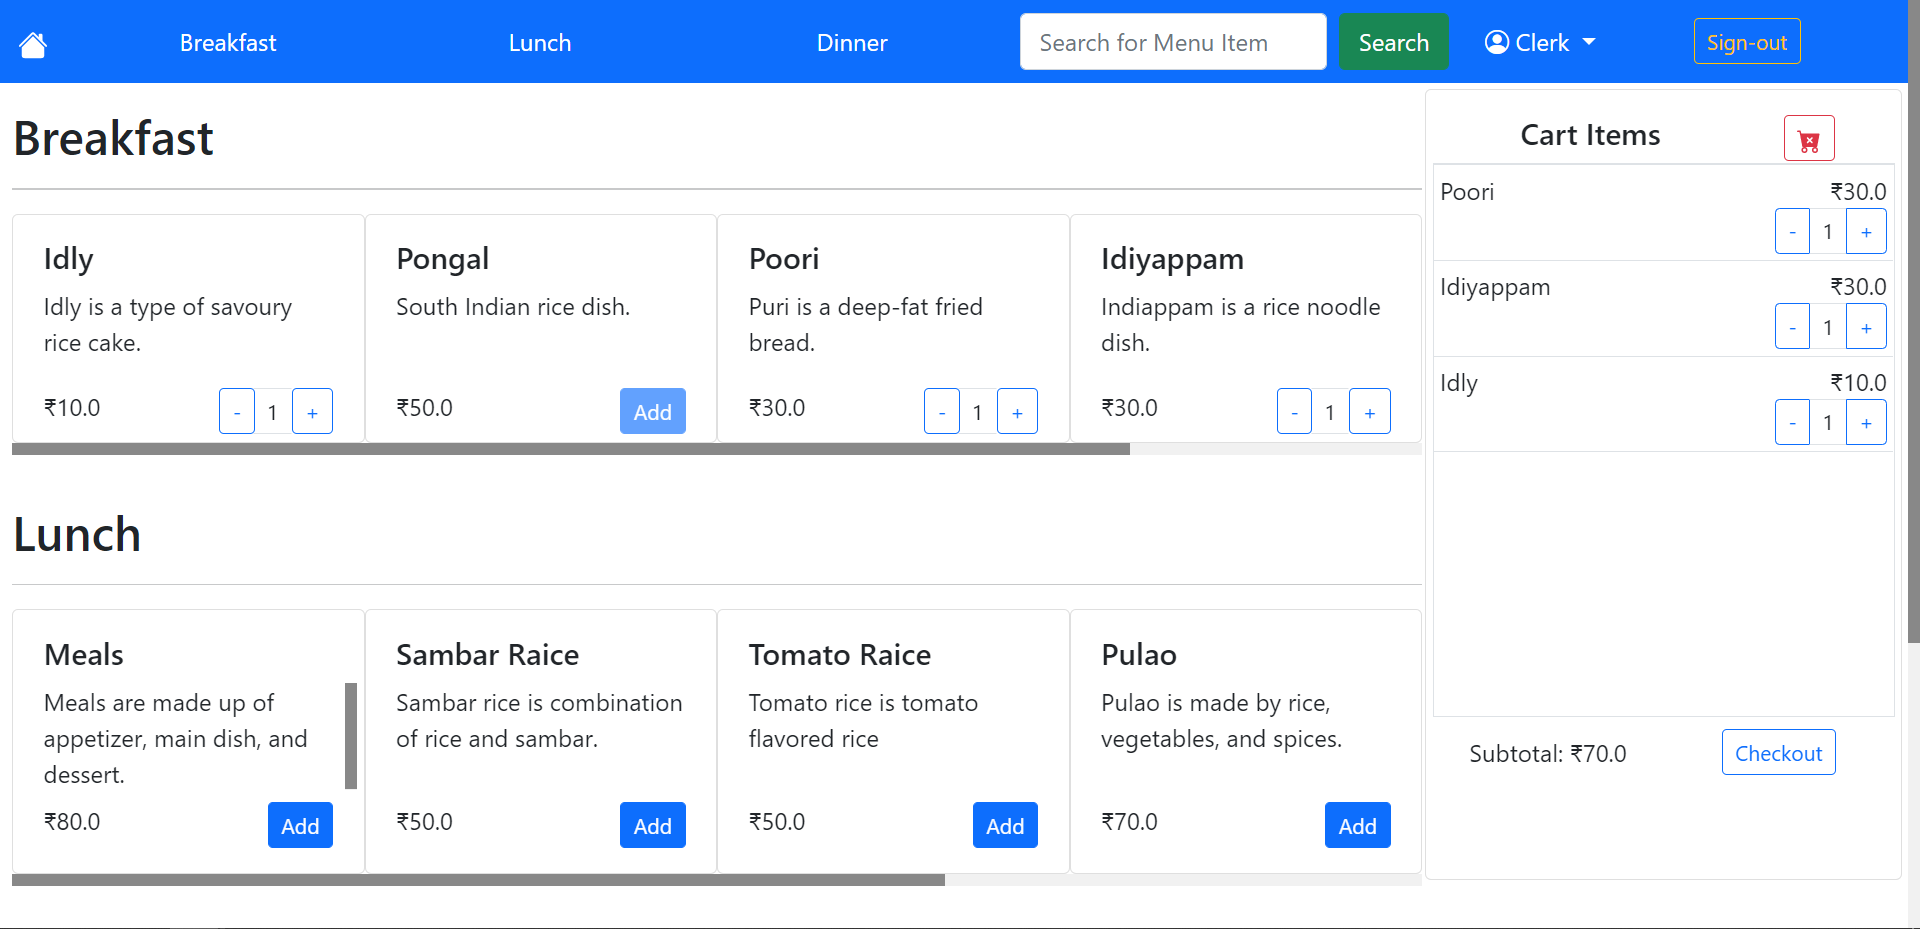 Breakfast Lunch Dinner Search for Menu Item Search Clerk Sign-out
Breakfast
Idly
Idly is a type of savoury
rice cake.
₹10.0 - 1 +
Pongal
South Indian rice dish.
₹50.0 Add
Poori
Puri is a deep-fat fried
bread.
₹30.0 - 1 +
Idiyappam
Indiappam is a rice noodle
dish.
₹30.0 - 1 +
Lunch
Meals
Meals are made up of
appetizer, main dish, and
dessert.
₹80.0 Add
Sambar Raice
Sambar rice is combination
of rice and sambar.
₹50.0 Add
Tomato Raice
Tomato rice is tomato
flavored rice
₹50.0 Add
Pulao
Pulao is made by rice,
vegetables, and spices.
₹70.0 Add
Cart Items
Poori ₹30.0
- 1 +
Idiyappam ₹30.0
- 1 +
Idly ₹10.0
- 1 +
Subtotal: ₹70.0 Checkout